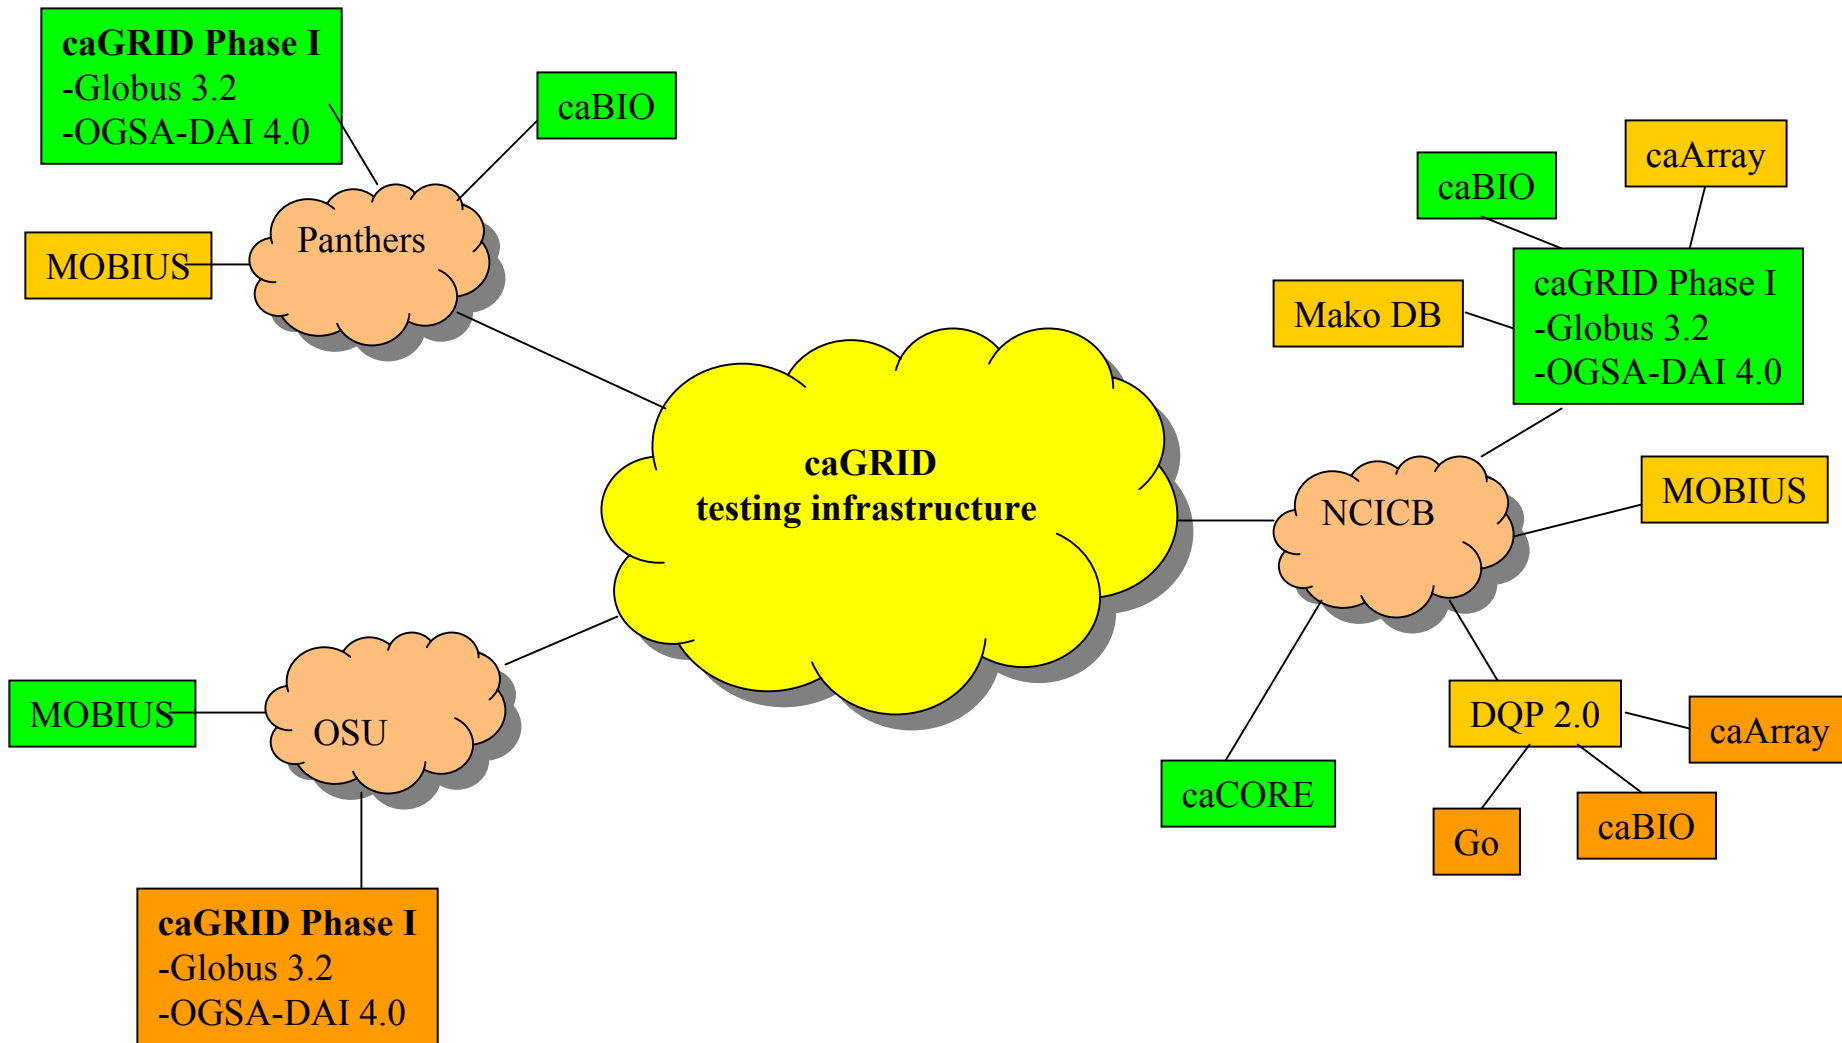 caGRID Phase I
-Globus 3.2
-OGSA-DAI 4.0
caBIO
Panthers
MOBIUS
caArray
caBIO
caGRID Phase I
-Globus 3.2
-OGSA-DAI 4.0
Mako DB
caGRID
testing infrastructure
NCICB
MOBIUS
MOBIUS
OSU
DQP 2.0
caArray
caCORE
Go
caBIO
caGRID Phase I
-Globus 3.2
-OGSA-DAI 4.0